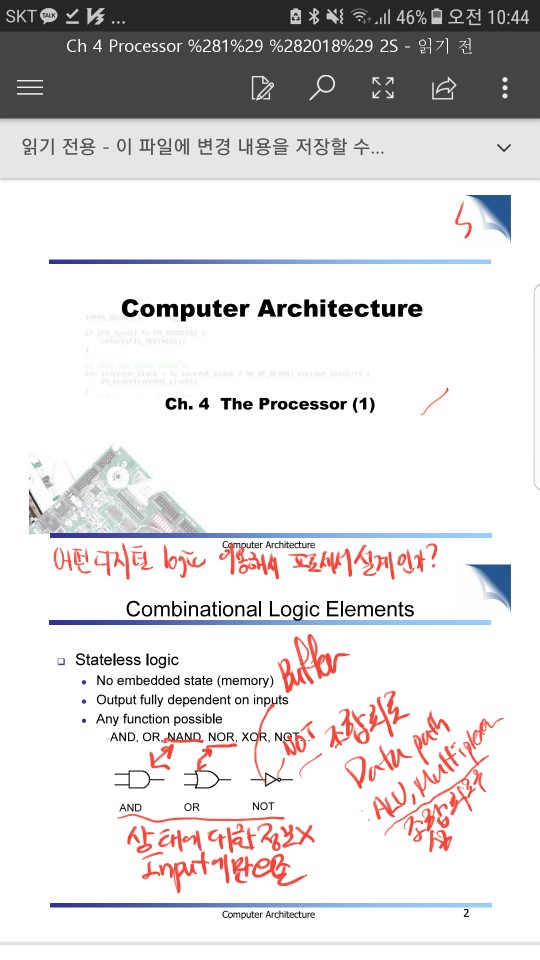 SKT TALK ... 46% 오전 10:44
Ch 4 Processor %281%29 %282018%29 2S - 읽기 전
읽기 전용 - 이 파일에 변경 내용을 저장할 수...
Computer Architecture
Ch. 4 The Processor (1)
Computer Architecture
어떤 디지털 logic 이용해서 프로세서 설계인가?
Combinational Logic Elements
Stateless logic
Buffer
• No embedded state (memory)
• Output fully dependent on inputs
• Any function possible
AND, OR, NAND, NOR, XOR, NOT...
NOT 조합회로
Data path
ALU, Multiplexer
조합회로
AND OR NOT
상태에 대한 정보X
Input에만 의존
Computer Architecture
2